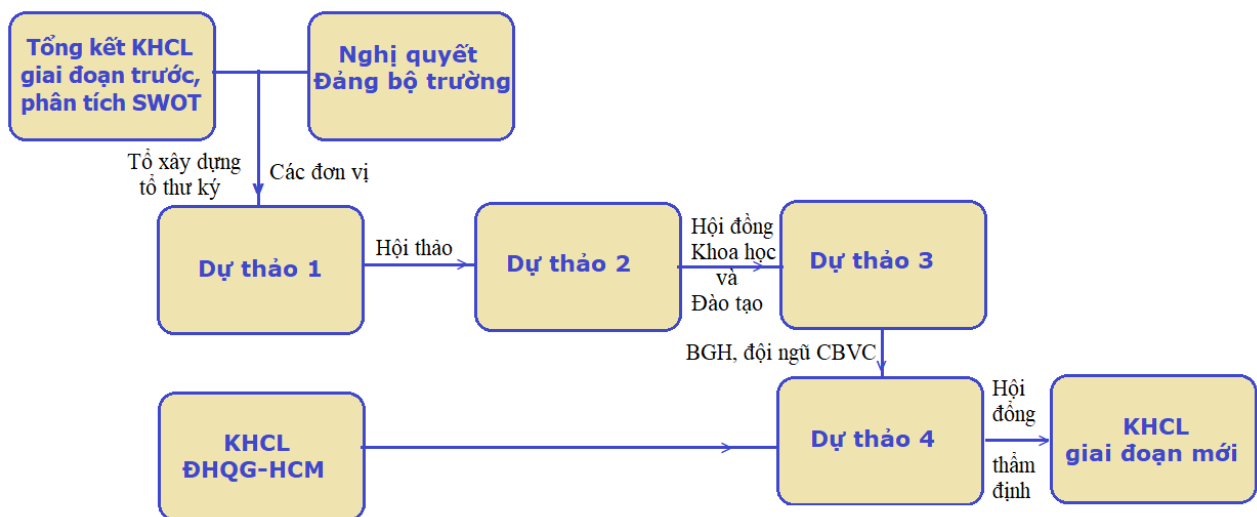 Tổng kết KHCL
giai đoạn trước,
phân tích SWOT
Nghị quyết
Đảng bộ trường
Tổ xây dựng
tổ thư ký
Các đơn vị
Dự thảo 1
Hội thảo
Dự thảo 2
Hội đồng
Khoa học
và
Đào tạo
Dự thảo 3
BGH, đội ngũ CBVC
KHCL
ĐHQG-HCM
Dự thảo 4
Hội
đồng
thẩm
định
KHCL
giai đoạn mới